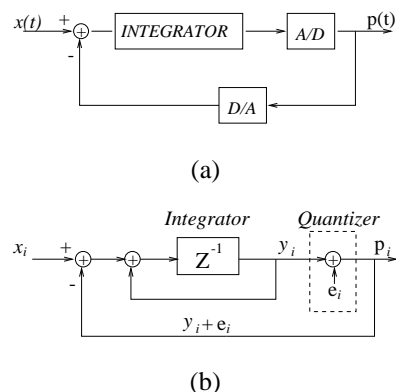 x(t) + INTEGRATOR A/D p(t)
-
D/A
(a)
Integrator Quantizer
x_i + Z^{-1} y_i p_i
-
e_i
y_i + e_i
(b)